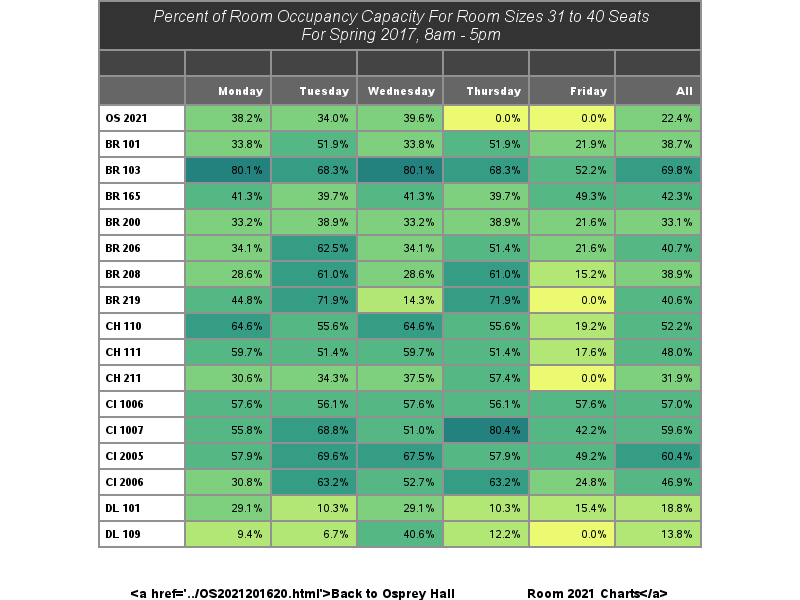 Percent of Room Occupancy Capacity For Room Sizes 31 to 40 Seats
For Spring 2017, 8am - 5pm
Monday Tuesday Wednesday Thursday Friday All
OS 2021 38.2% 34.0% 39.6% 0.0% 0.0% 22.4%
BR 101 33.8% 51.9% 33.8% 51.9% 21.9% 38.7%
BR 103 80.1% 68.3% 80.1% 68.3% 52.2% 69.8%
BR 165 41.3% 39.7% 41.3% 39.7% 49.3% 42.3%
BR 200 33.2% 38.9% 33.2% 38.9% 21.6% 33.1%
BR 206 34.1% 62.5% 34.1% 51.4% 21.6% 40.7%
BR 208 28.6% 61.0% 28.6% 61.0% 15.2% 38.9%
BR 219 44.8% 71.9% 14.3% 71.9% 0.0% 40.6%
CH 110 64.6% 55.6% 64.6% 55.6% 19.2% 52.2%
CH 111 59.7% 51.4% 59.7% 51.4% 17.6% 48.0%
CH 211 30.6% 34.3% 37.5% 57.4% 0.0% 31.9%
CI 1006 57.6% 56.1% 57.6% 56.1% 57.6% 57.0%
CI 1007 55.8% 68.8% 51.0% 80.4% 42.2% 59.6%
CI 2005 57.9% 69.6% 67.5% 57.9% 49.2% 60.4%
CI 2006 30.8% 63.2% 52.7% 63.2% 24.8% 46.9%
DL 101 29.1% 10.3% 29.1% 10.3% 15.4% 18.8%
DL 109 9.4% 6.7% 40.6% 12.2% 0.0% 13.8%
<a href='../OS2021201620.html'>Back to Osprey Hall Room 2021 Charts</a>